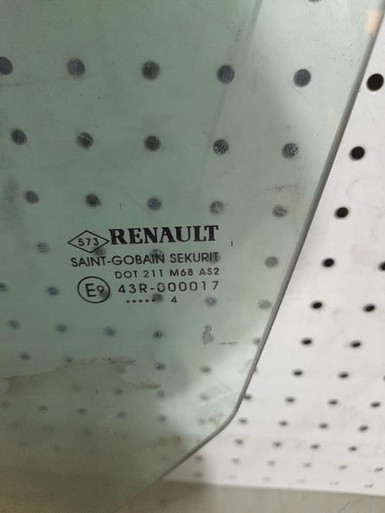 573 RENAULT
SAINT-GOBAIN SEKURIT
DOT 211 M68 AS2
E9 43R-000017
..... 4